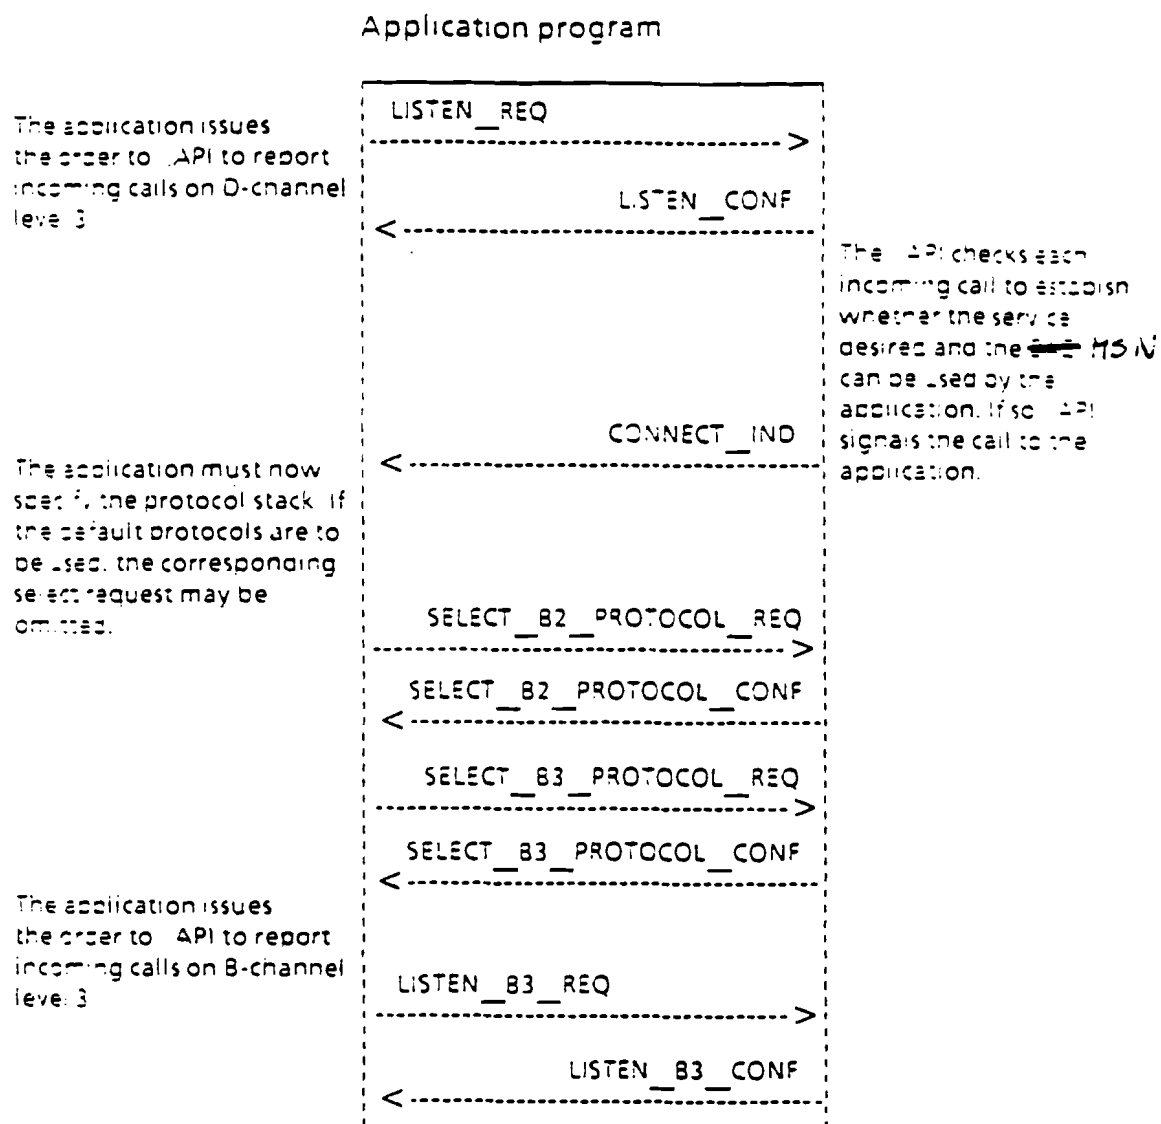 Application program
LISTEN_REQ
The application issues
the order to API to report
incoming calls on D-channel
level 3
LISTEN_CONF
The API checks each
incoming call to establish
whether the service
desired and the MSN
can be used by the
application. If so API
signals the call to the
application.
CONNECT_IND
The application must now
specify the protocol stack. If
the default protocols are to
be used, the corresponding
select request may be
omitted.
SELECT_B2_PROTOCOL_REQ
SELECT_B2_PROTOCOL_CONF
SELECT_B3_PROTOCOL_REQ
SELECT_B3_PROTOCOL_CONF
The application issues
the order to API to report
incoming calls on B-channel
level 3
LISTEN_B3_REQ
LISTEN_B3_CONF